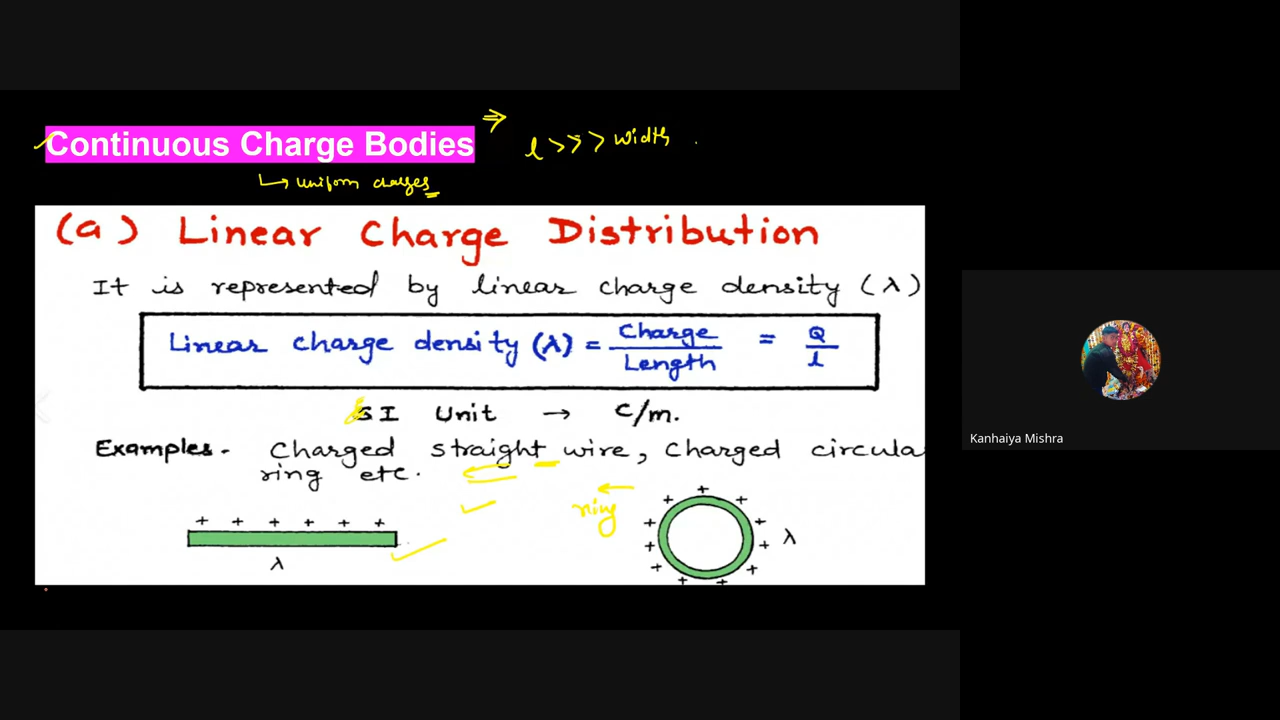 Continuous Charge Bodies ⇒ l >>> width
↳ uniform charges
(a) Linear Charge Distribution
It is represented by linear charge density (λ)
Linear charge density (λ) = Charge / Length = Q / l
SI Unit → C/m.
Examples. Charged straight wire, Charged circula
ring etc.
ring ←
+ + + + + +
λ
+ + + + + + + + + + + +
λ
Kanhaiya Mishra